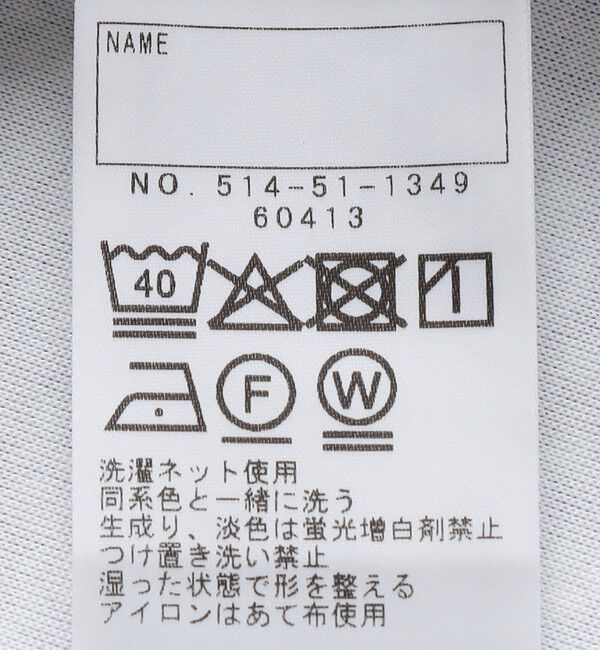 NAME
NO. 514-51-1349
60413
40
F
W
洗濯ネット使用
同系色と一緒に洗う
生成り、淡色は蛍光増白剤禁止
つけ置き洗い禁止
湿った状態で形を整える
アイロンはあて布使用